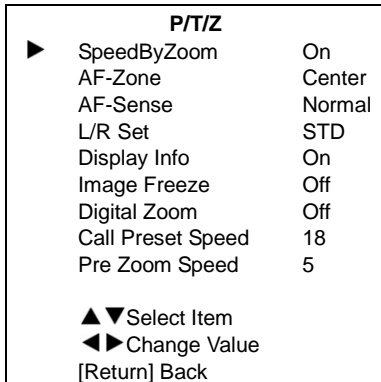 P/T/Z
▶ SpeedByZoom On
AF-Zone Center
AF-Sense Normal
L/R Set STD
Display Info On
Image Freeze Off
Digital Zoom Off
Call Preset Speed 18
Pre Zoom Speed 5
▲▼Select Item
◀▶Change Value
[Return] Back